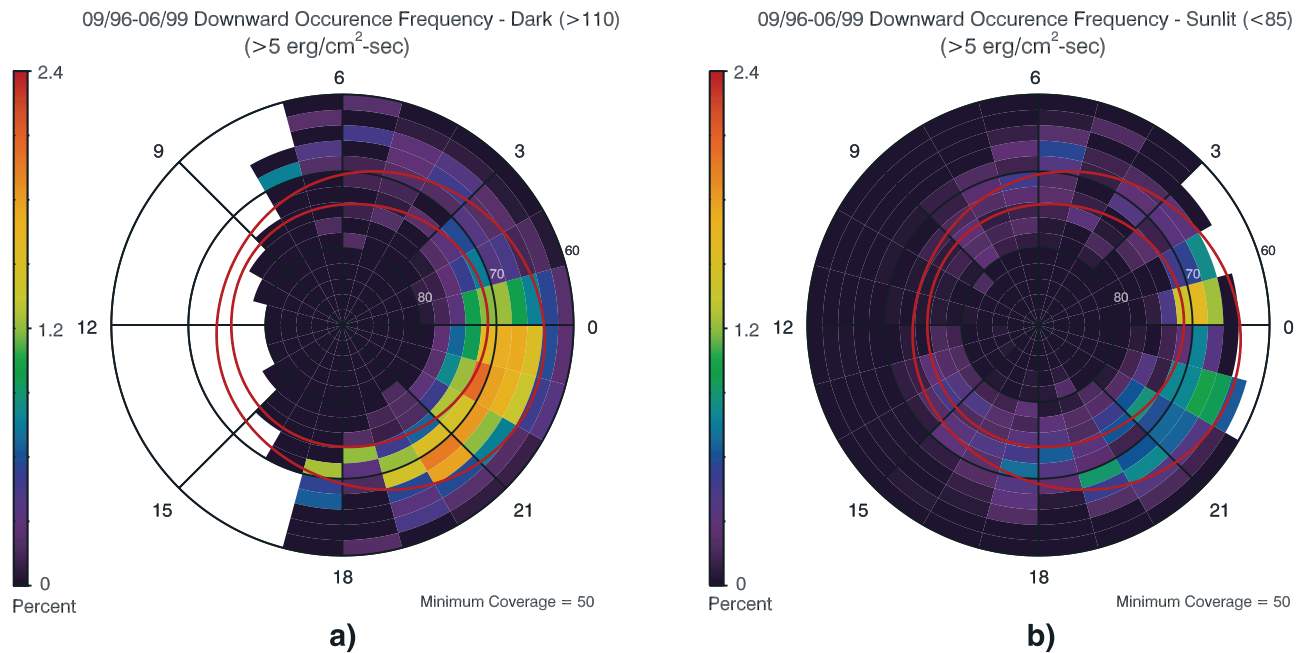 09/96-06/99 Downward Occurence Frequency - Dark (>110)
(>5 erg/cm²-sec)
2.4
1.2
0
Percent
6
3
9
60
70
80
12
0
15
21
18
Minimum Coverage = 50
a)
09/96-06/99 Downward Occurence Frequency - Sunlit (<85)
(>5 erg/cm²-sec)
2.4
1.2
0
Percent
6
3
9
60
70
80
12
0
15
21
18
Minimum Coverage = 50
b)